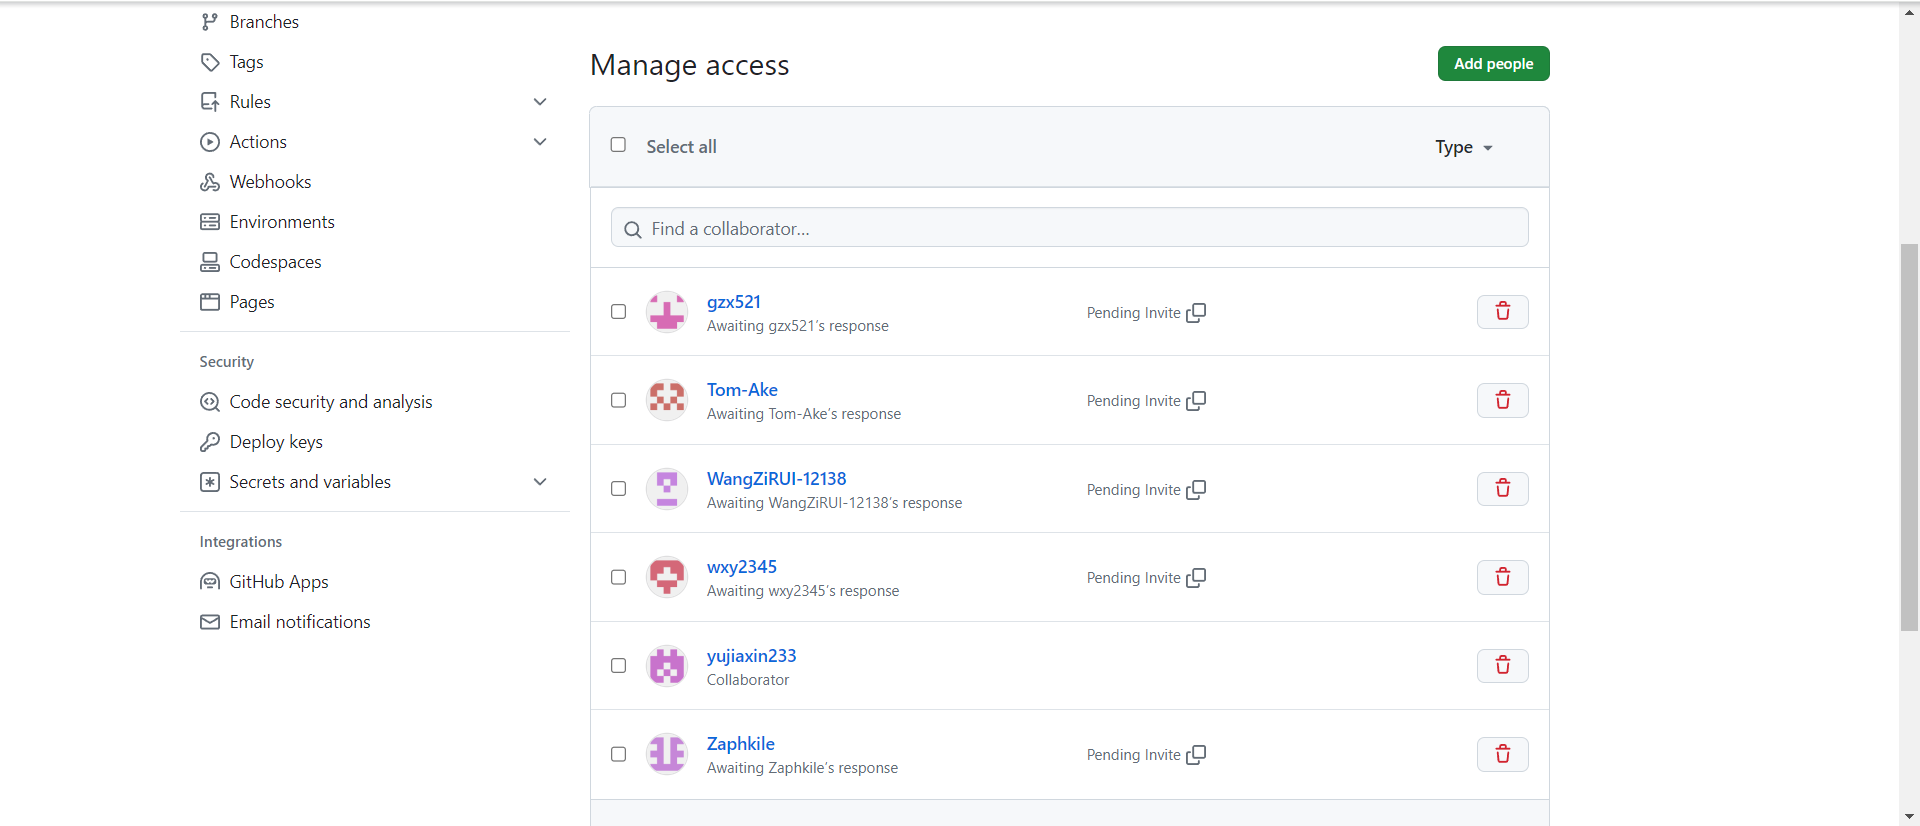 Branches
Tags
Rules
Actions
Webhooks
Environments
Codespaces
Pages
Security
Code security and analysis
Deploy keys
Secrets and variables
Integrations
GitHub Apps
Email notifications
Manage access
Add people
Select all
Type
Find a collaborator...
gzx521
Awaiting gzx521's response
Pending Invite
Tom-Ake
Awaiting Tom-Ake's response
Pending Invite
WangZiRUI-12138
Awaiting WangZiRUI-12138's response
Pending Invite
wxy2345
Awaiting wxy2345's response
Pending Invite
yujiaxin233
Collaborator
Zaphkile
Awaiting Zaphkile's response
Pending Invite